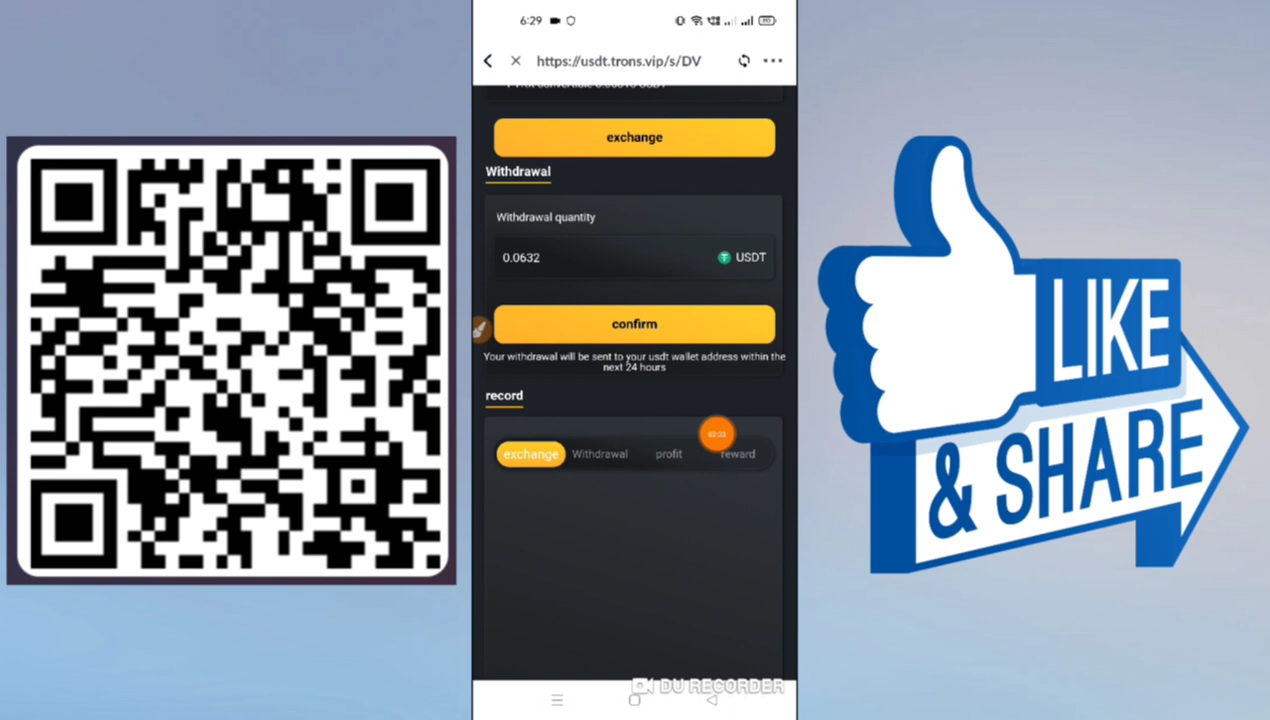 6:29
https://usdt.trons.vip/s/DV
exchange
Withdrawal
Withdrawal quantity
0.0632
USDT
confirm
Your withdrawal will be sent to your usdt wallet address within the
next 24 hours
record
exchange Withdrawal profit reward
DU RECORDER
LIKE
& SHARE